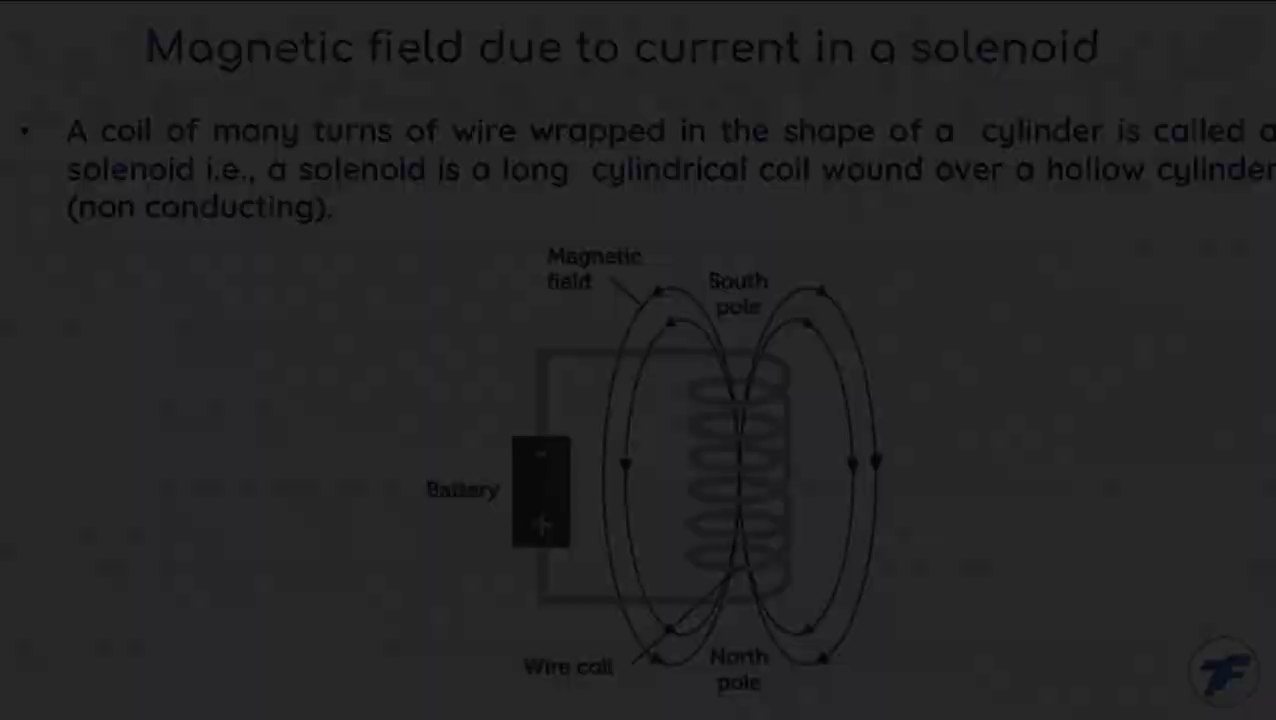 Magnetic field due to current in a solenoid
• A coil of many turns of wire wrapped in the shape of a cylinder is called a
solenoid i.e., a solenoid is a long cylindrical coil wound over a hollow cylinder
(non conducting).
Magnetic
field
South
pole
-
Battery
+
Wire coil
North
pole